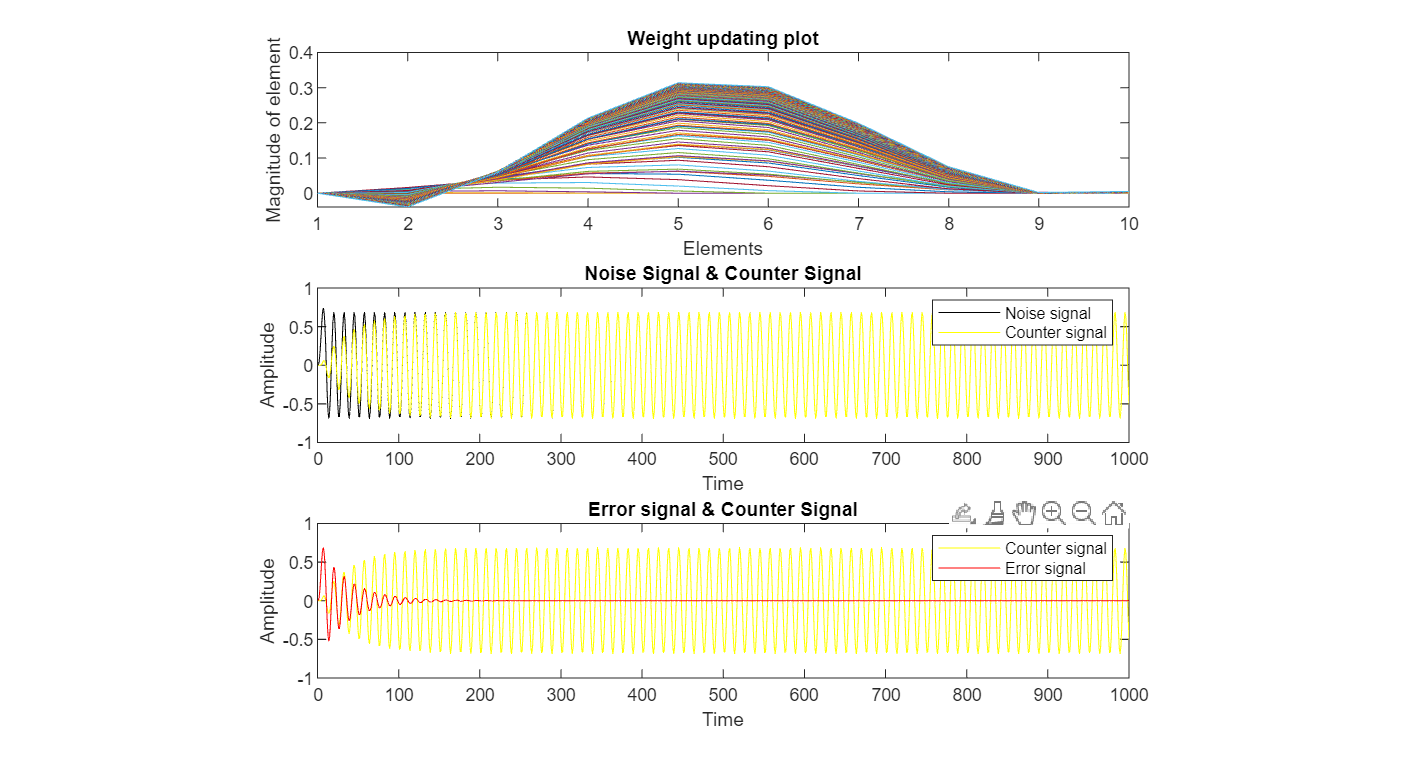 Weight updating plot
Magnitude of element
0.4
0.3
0.2
0.1
0
1 2 3 4 5 6 7 8 9 10
Elements
Noise Signal & Counter Signal
Amplitude
1
0.5
0
-0.5
-1
Noise signal
Counter signal
0 100 200 300 400 500 600 700 800 900 1000
Time
Error signal & Counter Signal
Amplitude
1
0.5
0
-0.5
-1
Counter signal
Error signal
0 100 200 300 400 500 600 700 800 900 1000
Time